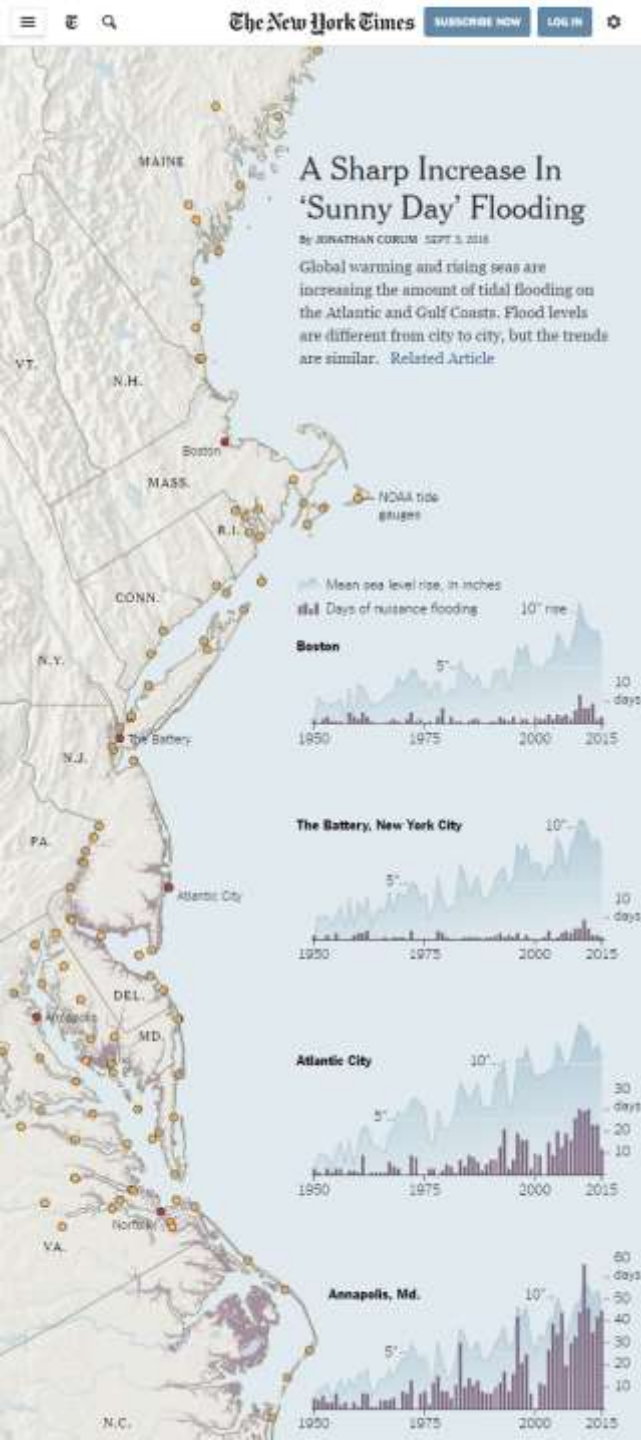 The New York Times
SUBSCRIBE NOW
LOG IN
MAINE
A Sharp Increase In
‘Sunny Day’ Flooding
By JONATHAN CORUM SEPT 3, 2016
Global warming and rising seas are
increasing the amount of tidal flooding on
the Atlantic and Gulf Coasts. Flood levels
are different from city to city, but the trends
are similar. Related Article
VT.
N.H.
Boston
MASS.
NOAA tide
gauges
R.I.
CONN.
Mean sea level rise, in inches
Days of nuisance flooding
10" rise
Boston
5"
N.Y.
10
days
The Battery
1950 1975 2000 2015
N.J.
The Battery, New York City
10"
PA.
5"
Atlantic City
10
days
1950 1975 2000 2015
DEL.
Annapolis
MD.
Atlantic City
10"
30
days
5"
20
10
1950 1975 2000 2015
Norfolk
VA.
60
days
Annapolis, Md.
10"
50
40
5"
30
20
10
N.C.
1950 1975 2000 2015